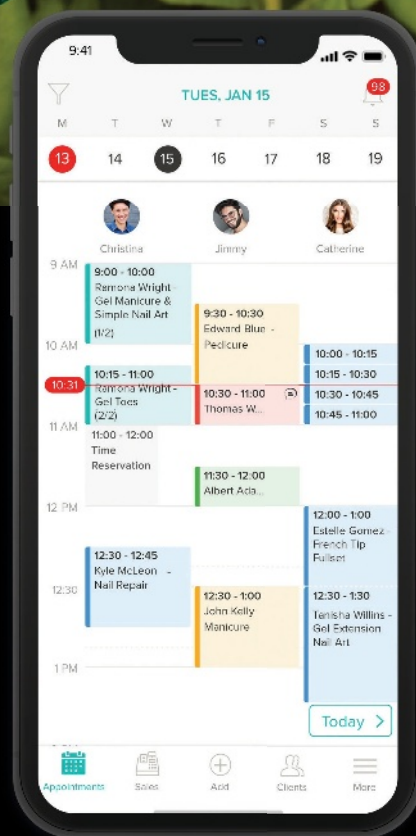 9:41
98
TUES, JAN 15
M T W T F S S
13 14 15 16 17 18 19
Christina Jimmy Catherine
9 AM
9:00 - 10:00
Ramona Wright -
Gel Manicure &
Simple Nail Art
(1/2)
9:30 - 10:30
Edward Blue -
Pedicure
10 AM
10:00 - 10:15
10:15 - 10:30
10:30 - 10:45
10:45 - 11:00
10:15 - 11:00
Ramona Wright -
Gel Toes
(2/2)
10:31
10:30 - 11:00
Thomas W...
11 AM
11:00 - 12:00
Time
Reservation
11:30 - 12:00
Albert Ada...
12 PM
12:00 - 1:00
Estelle Gomez -
French Tip
Fullset
12:30 - 12:45
Kyle McLeon -
Nail Repair
12:30
12:30 - 1:00
John Kelly
Manicure
12:30 - 1:30
Tanisha Willins -
Gel Extension
Nail Art
1 PM
Today >
Appointments Sales Add Clients More